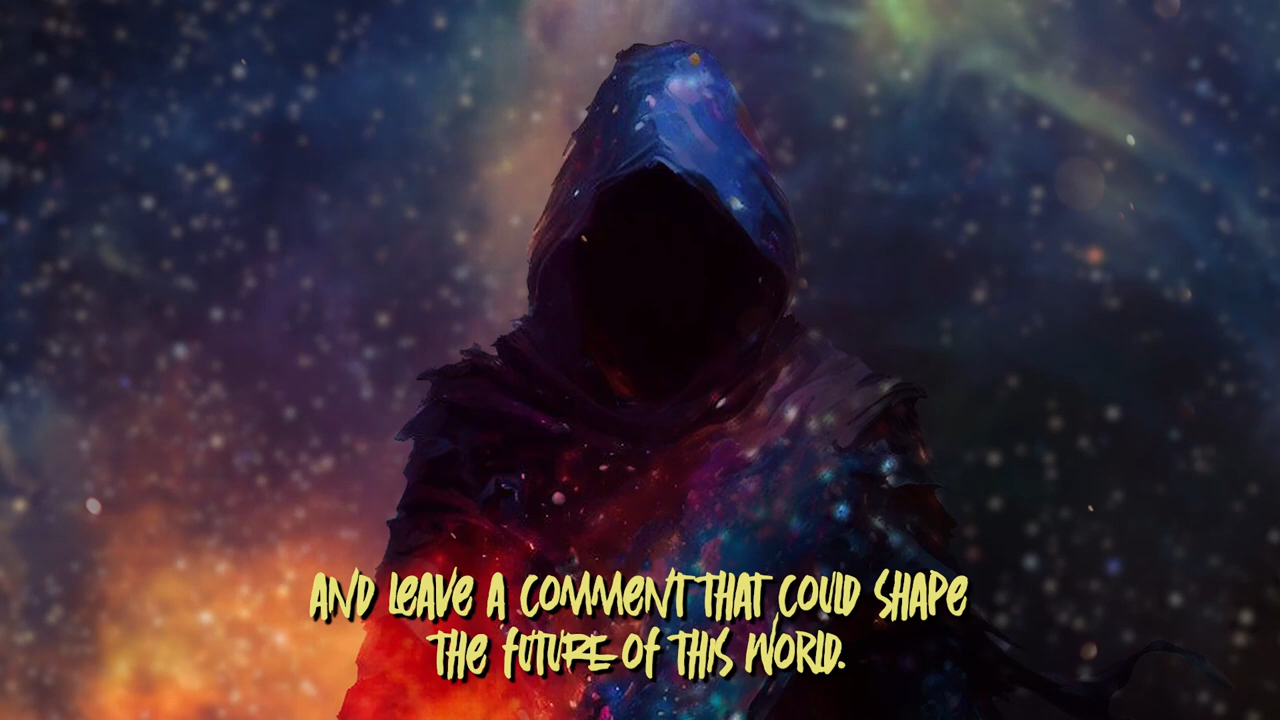 AND LEAVE A COMMENT THAT COULD SHAPE
THE FUTURE OF THIS WORLD.